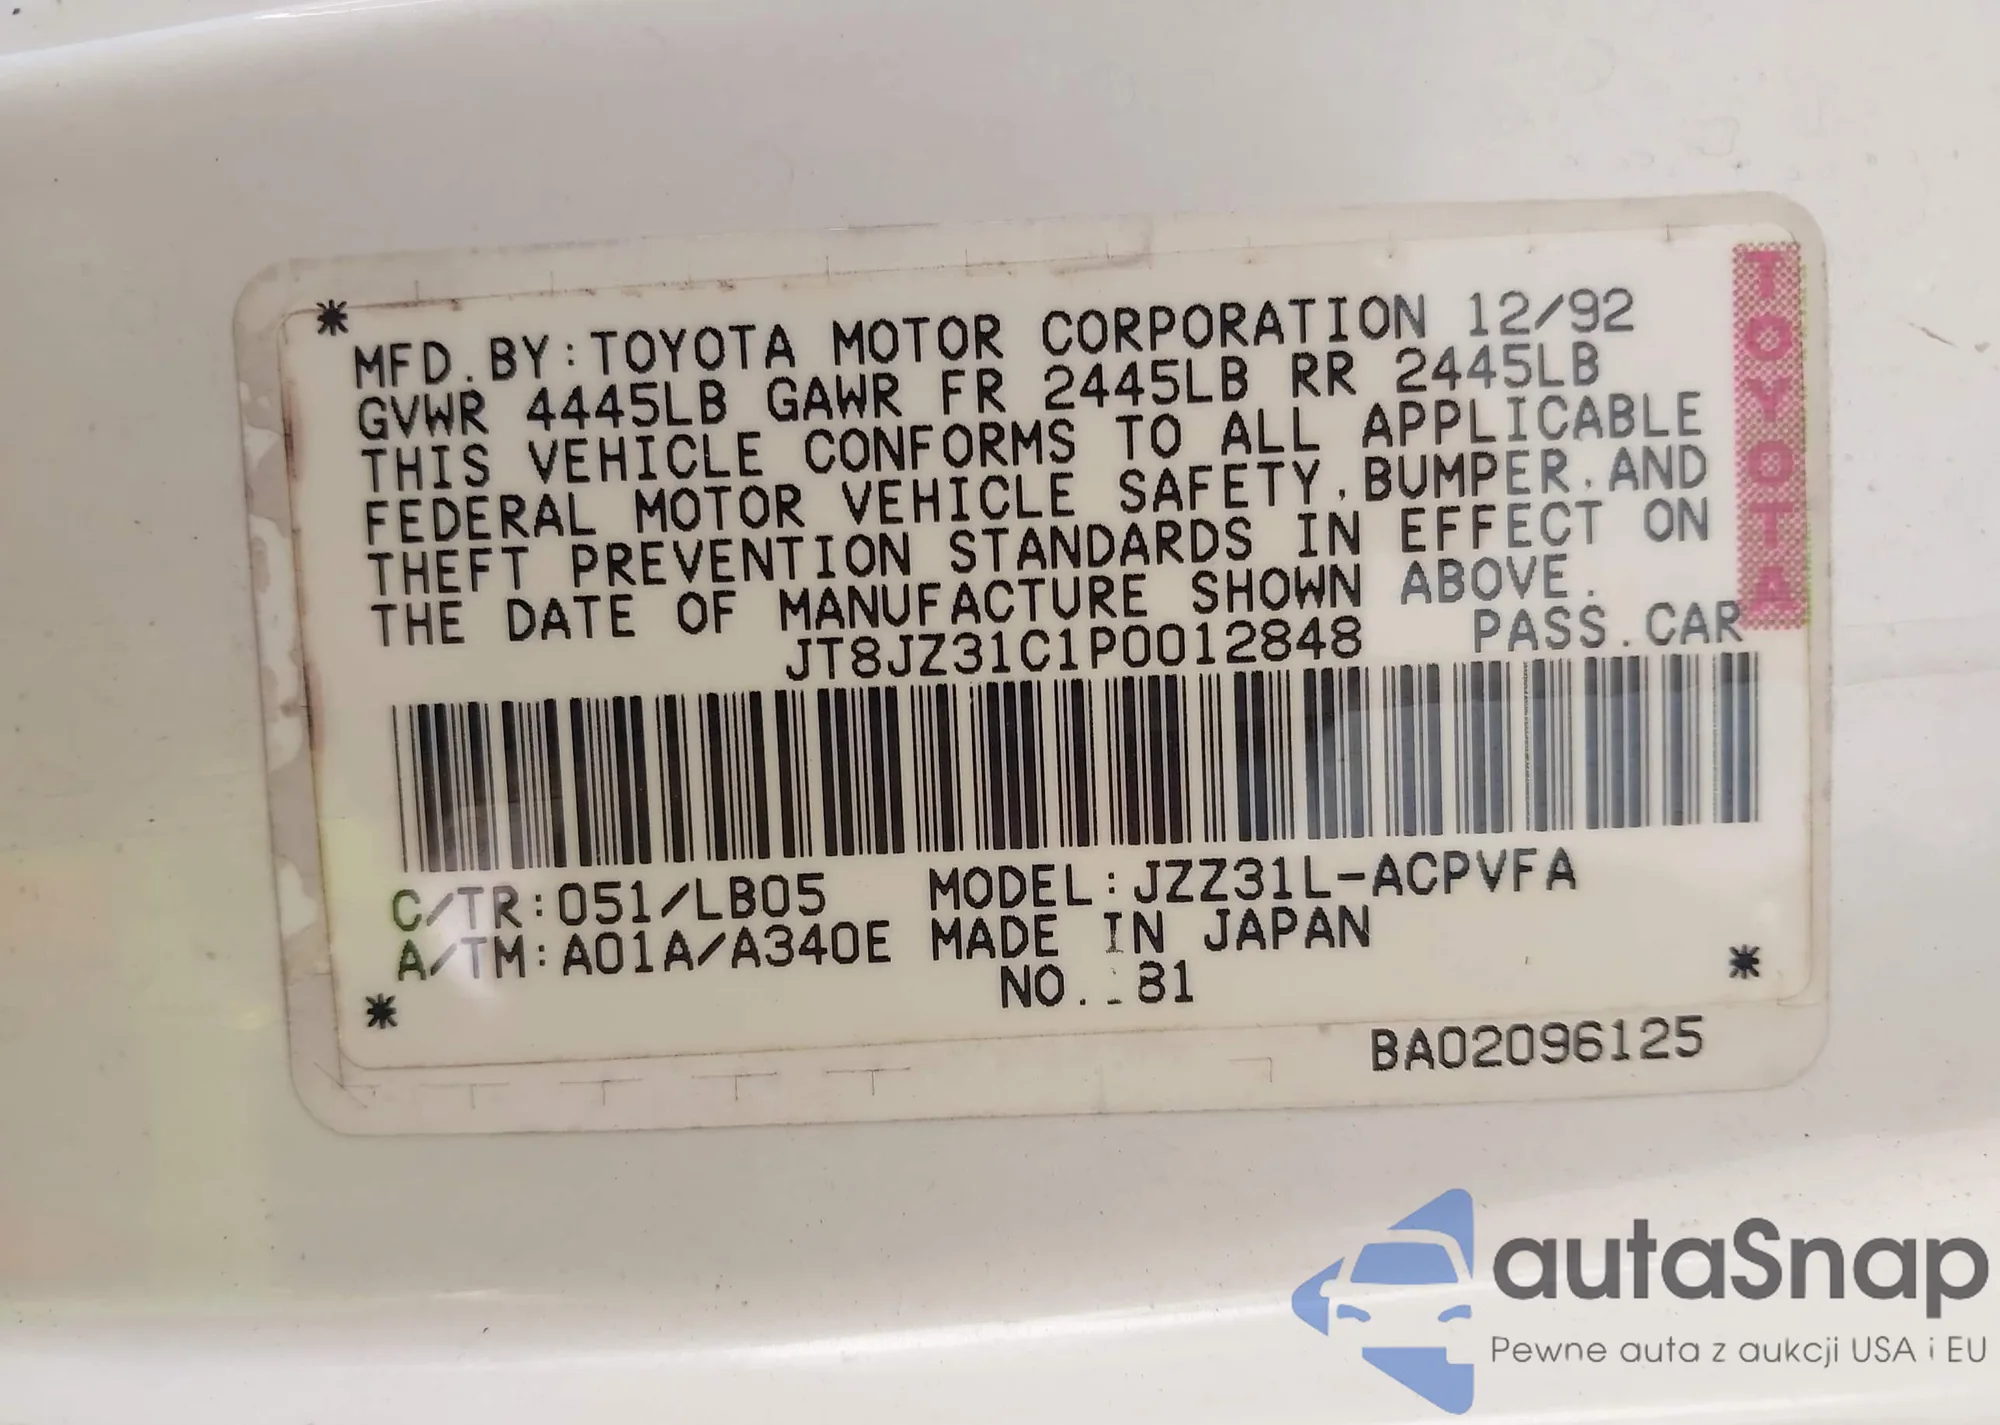 MFD.BY:TOYOTA MOTOR CORPORATION 12/92
GVWR 4445LB GAWR FR 2445LB RR 2445LB
THIS VEHICLE CONFORMS TO ALL APPLICABLE
FEDERAL MOTOR VEHICLE SAFETY,BUMPER,AND
THEFT PREVENTION STANDARDS IN EFFECT ON
THE DATE OF MANUFACTURE SHOWN ABOVE.
JT8JZ31C1P0012848 PASS.CAR
C/TR:051/LB05 MODEL:JZZ31L-ACPVFA
A/TM:A01A/A340E MADE IN JAPAN
NO. 81
BA02096125
TOYOTA
autaSnap
Pewne auta z aukcji USA i EU